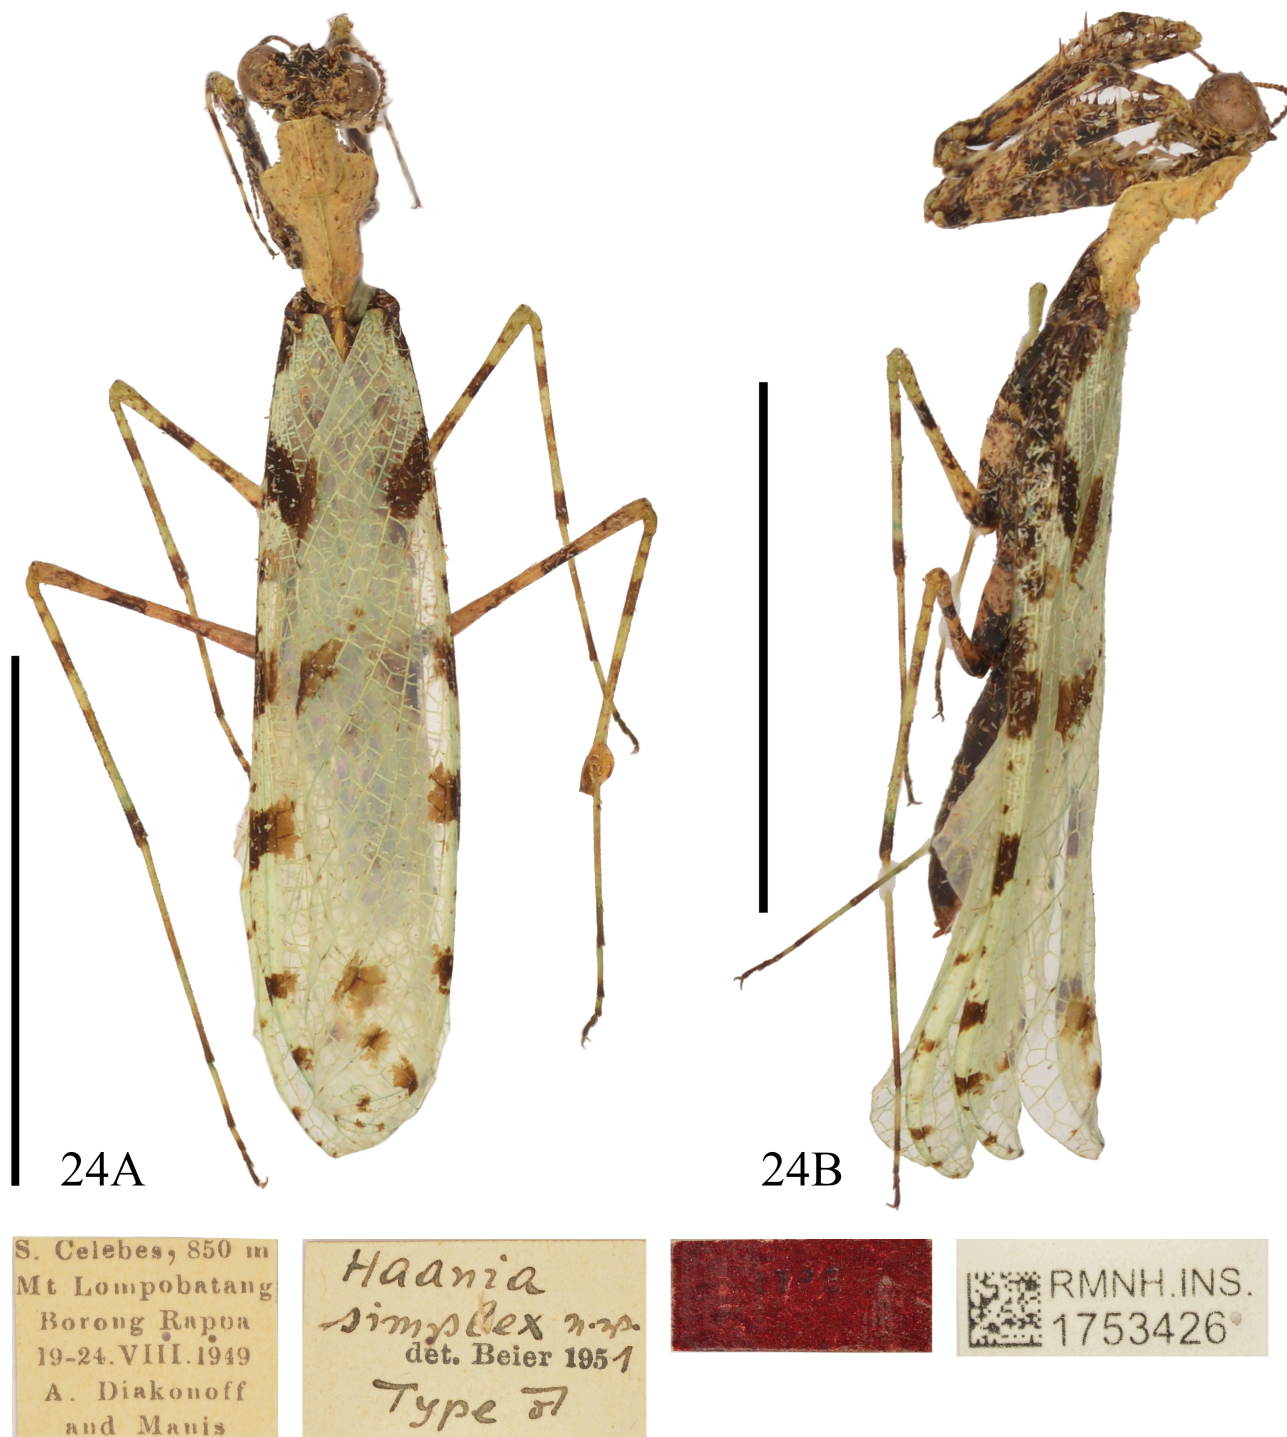 24A
24B
S. Celebes, 850 m
Mt Lompobatang
Borong Rapoa
19-24.VIII.1949
A. Diakonoff
and Manis
Haania
simplex n.sp.
det. Beier 1951
Type ♂
TYPE
RMNH.INS.
1753426